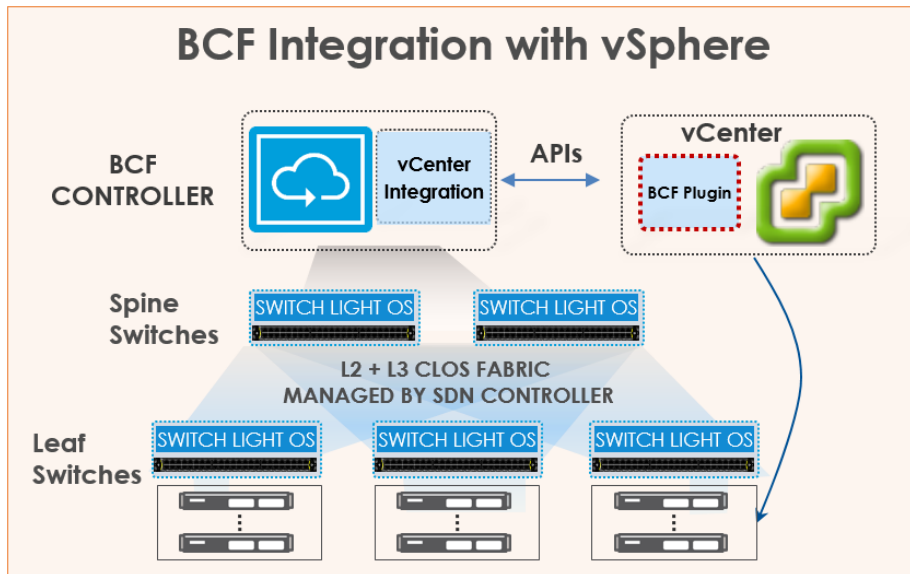 BCF Integration with vSphere
BCF
CONTROLLER
vCenter
Integration
APIs
vCenter
BCF Plugin
Spine
Switches
SWITCH LIGHT OS
SWITCH LIGHT OS
L2 + L3 CLOS FABRIC
MANAGED BY SDN CONTROLLER
Leaf
Switches
SWITCH LIGHT OS
SWITCH LIGHT OS
SWITCH LIGHT OS